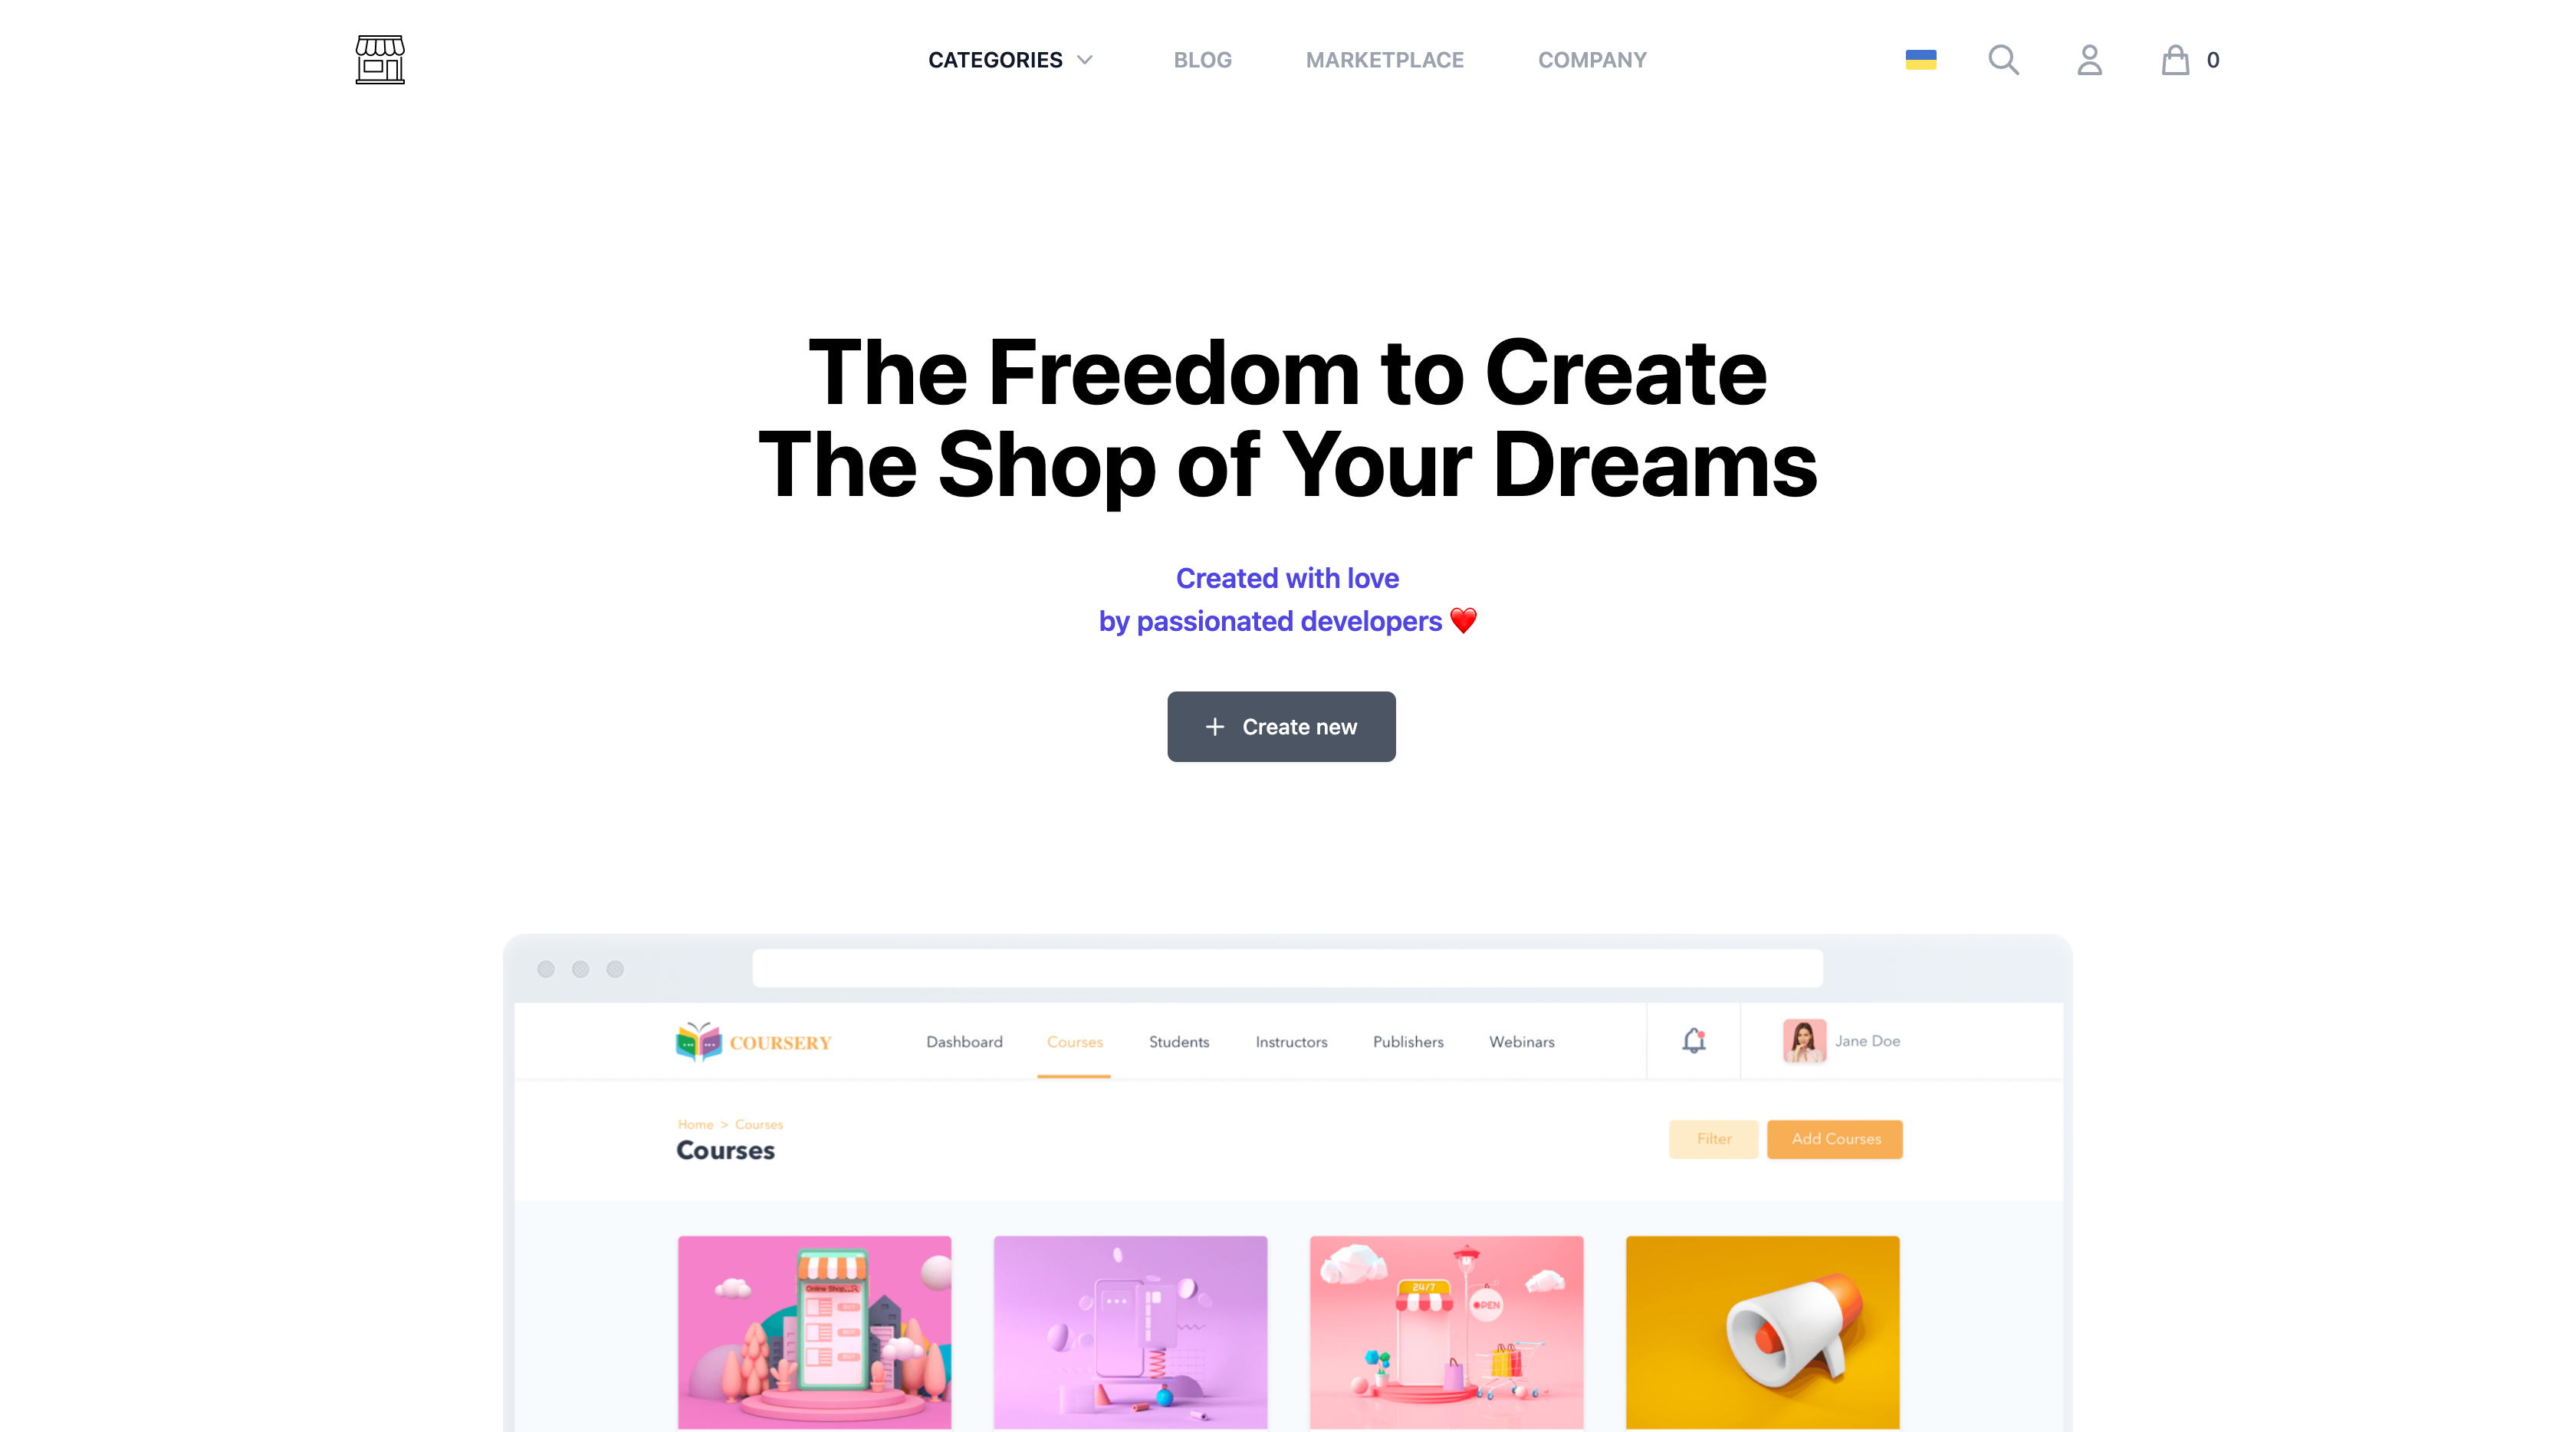 CATEGORIES BLOG MARKETPLACE COMPANY 0
The Freedom to Create
The Shop of Your Dreams
Created with love
by passionated developers ❤️
+ Create new
COURSERY Dashboard Courses Students Instructors Publishers Webinars Jane Doe
Home > Courses
Courses
Filter Add Courses
Online Shop
24/7
OPEN